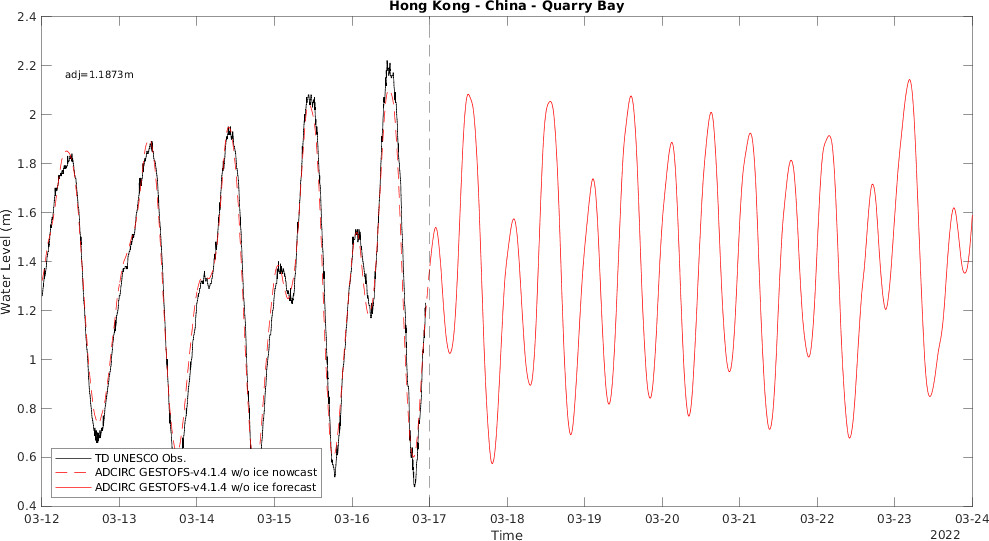 Hong Kong - China - Quarry Bay
2.4
2.2
2
1.8
1.6
1.4
1.2
1
0.8
0.6
0.4
Water Level (m)
adj=1.1873m
TD UNESCO Obs.
ADCIRC GESTOFS-v4.1.4 w/o ice nowcast
ADCIRC GESTOFS-v4.1.4 w/o ice forecast
03-12 03-13 03-14 03-15 03-16 03-17 03-18 03-19 03-20 03-21 03-22 03-23 03-24
Time
2022